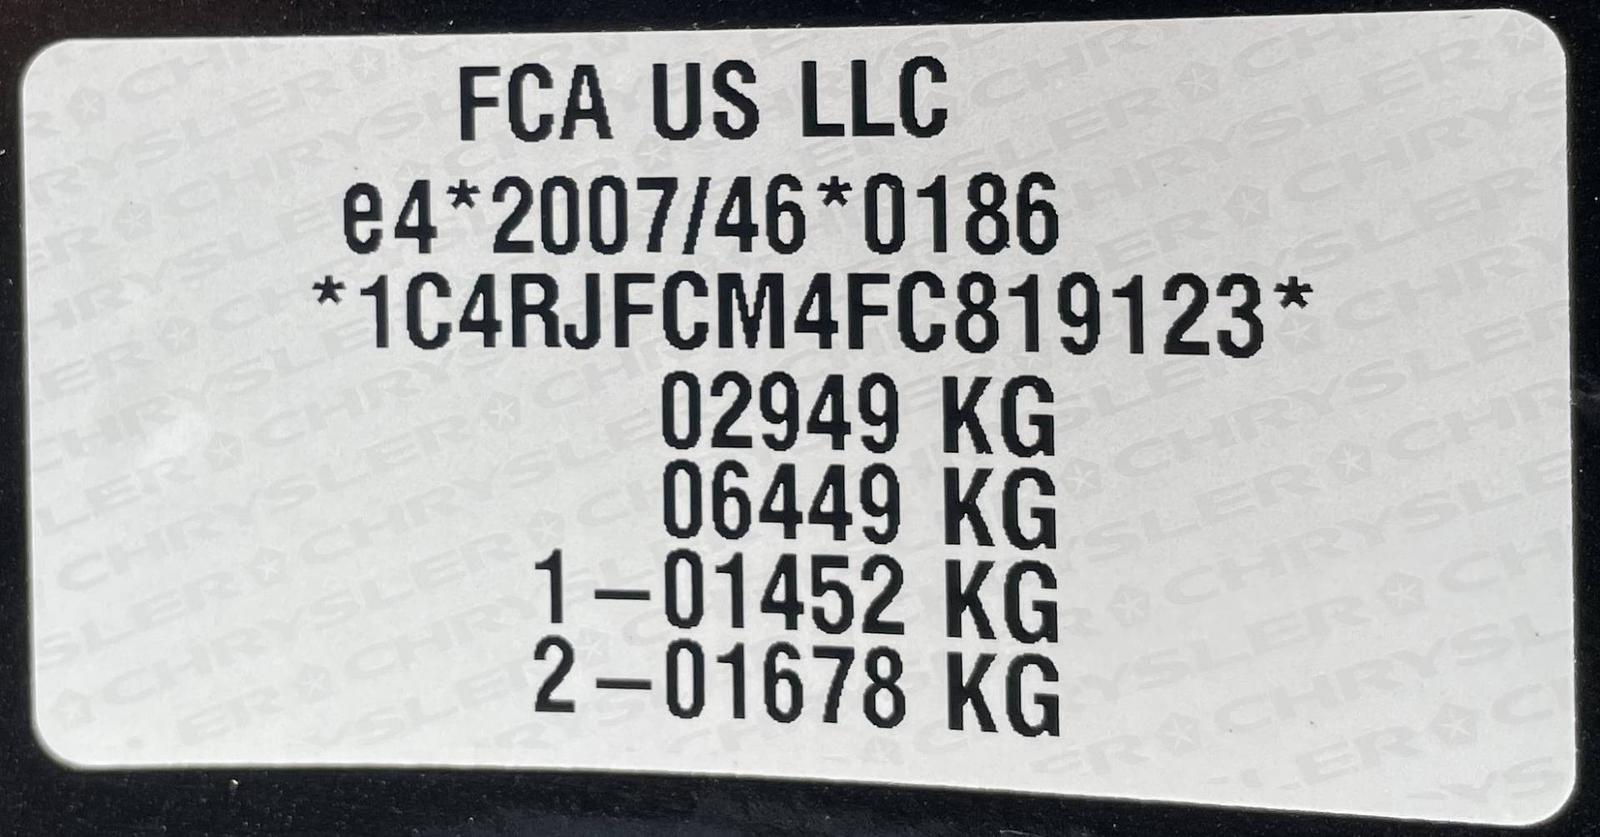 FCA US LLC
e4*2007/46*0186
*1C4RJFCM4FC819123*
02949 KG
06449 KG
1-01452 KG
2-01678 KG